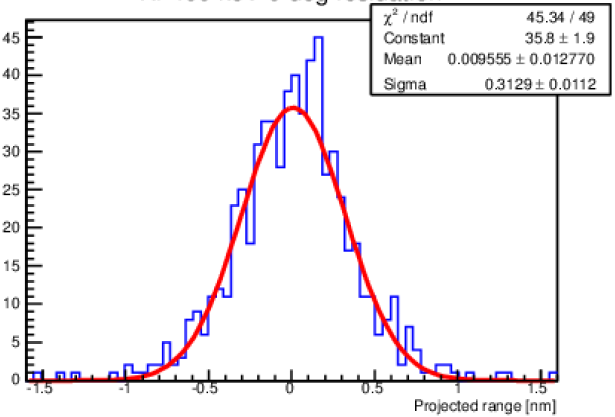 χ² / ndf 45.34 / 49
Constant 35.8 ± 1.9
Mean 0.009555 ± 0.012770
Sigma 0.3129 ± 0.0112
45
40
35
30
25
20
15
10
5
0
-1.5 -1 -0.5 0 0.5 1 1.5
Projected range [nm]